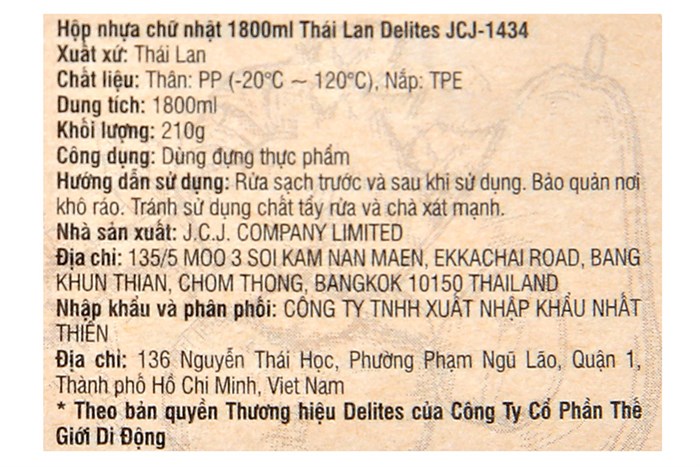 Hộp nhựa chữ nhật 1800ml Thái Lan Delites JCJ-1434
Xuất xứ: Thái Lan
Chất liệu: Thân: PP (-20°C ~ 120°C), Nắp: TPE
Dung tích: 1800ml
Khối lượng: 210g
Công dụng: Dùng đựng thực phẩm
Hướng dẫn sử dụng: Rửa sạch trước và sau khi sử dụng. Bảo quản nơi
khô ráo. Tránh sử dụng chất tẩy rửa và chà xát mạnh.
Nhà sản xuất: J.C.J. COMPANY LIMITED
Địa chỉ: 135/5 MOO 3 SOI KAM NAN MAEN, EKKACHAI ROAD, BANG
KHUN THIAN, CHOM THONG, BANGKOK 10150 THAILAND
Nhập khẩu và phân phối: CÔNG TY TNHH XUẤT NHẬP KHẨU NHẤT
THIÊN
Địa chỉ: 136 Nguyễn Thái Học, Phường Phạm Ngũ Lão, Quận 1,
Thành phố Hồ Chí Minh, Viet Nam
* Theo bản quyền Thương hiệu Delites của Công Ty Cổ Phần Thế
Giới Di Động